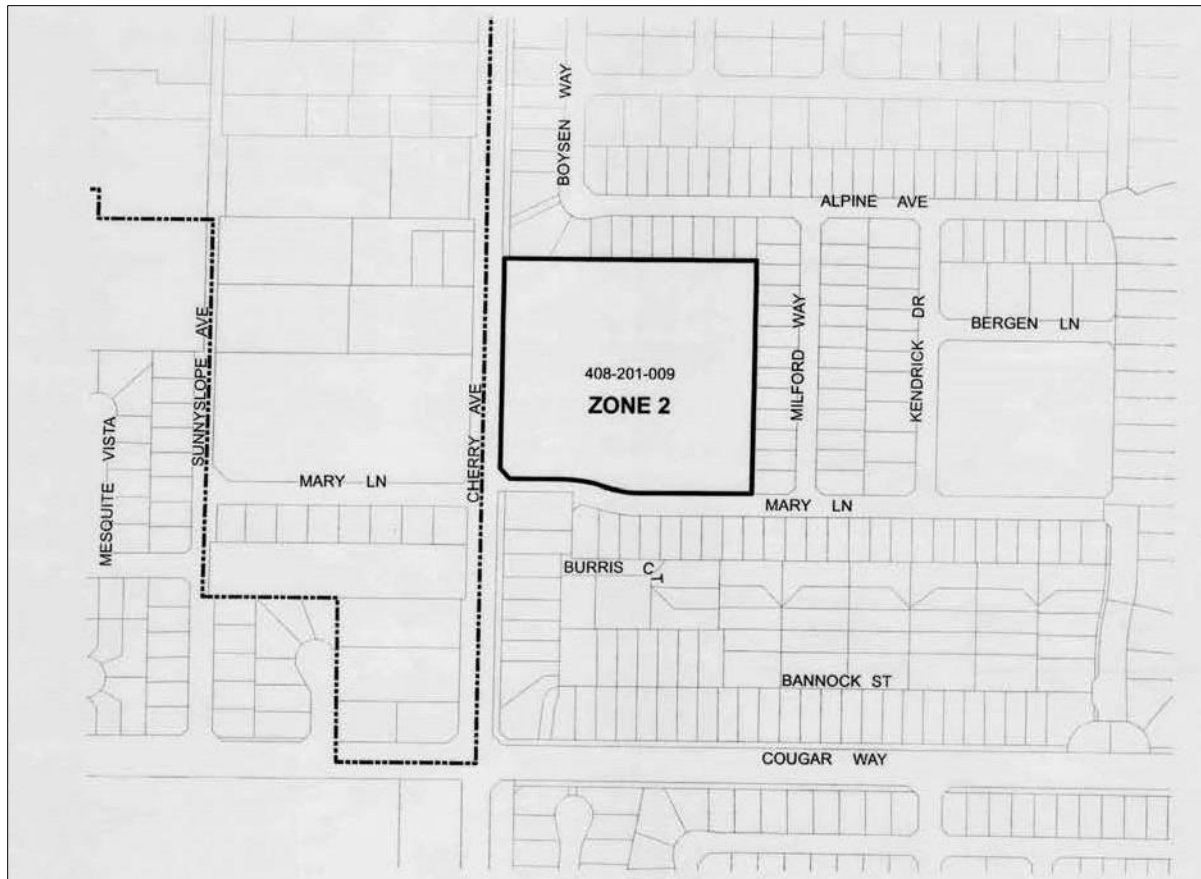 BOYSEN WAY
ALPINE AVE
SUNNYSLOPE AVE
MILFORD WAY
KENDRICK DR
BERGEN LN
408-201-009
ZONE 2
CHERRY AVE
MESQUITE VISTA
MARY LN
MARY LN
BURRIS CT
BANNOCK ST
COUGAR WAY